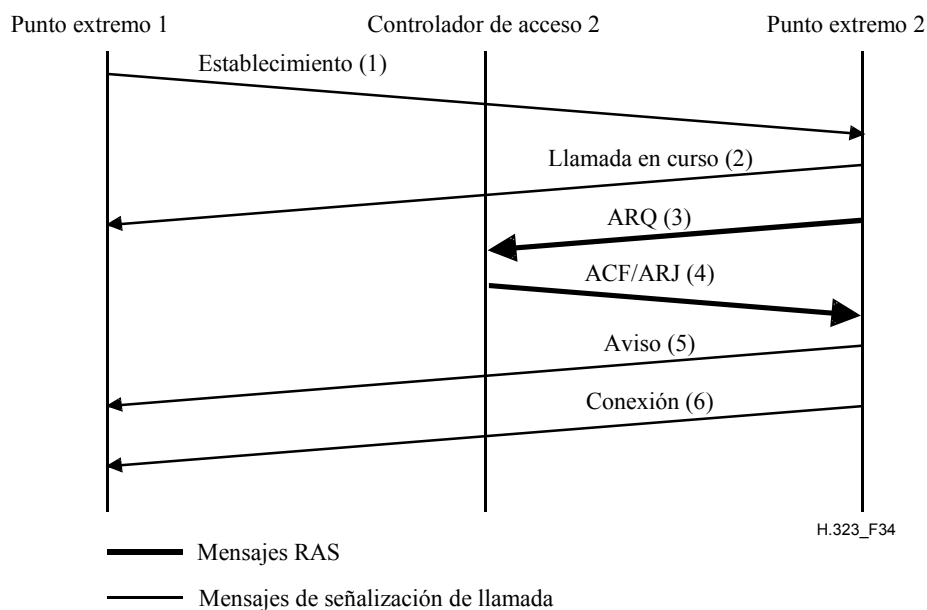 Punto extremo 1
Controlador de acceso 2
Punto extremo 2
Establecimiento (1)
Llamada en curso (2)
ARQ (3)
ACF/ARJ (4)
Aviso (5)
Conexión (6)
H.323_F34
Mensajes RAS
Mensajes de señalización de llamada